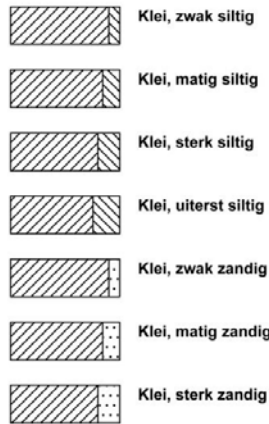 Klei, zwak siltig
Klei, matig siltig
Klei, sterk siltig
Klei, uiterst siltig
Klei, zwak zandig
Klei, matig zandig
Klei, sterk zandig